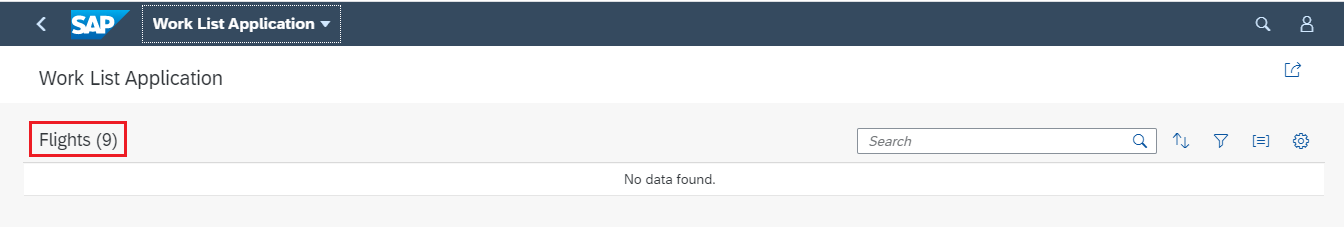 SAP Work List Application
Work List Application
Flights (9)
Search
No data found.